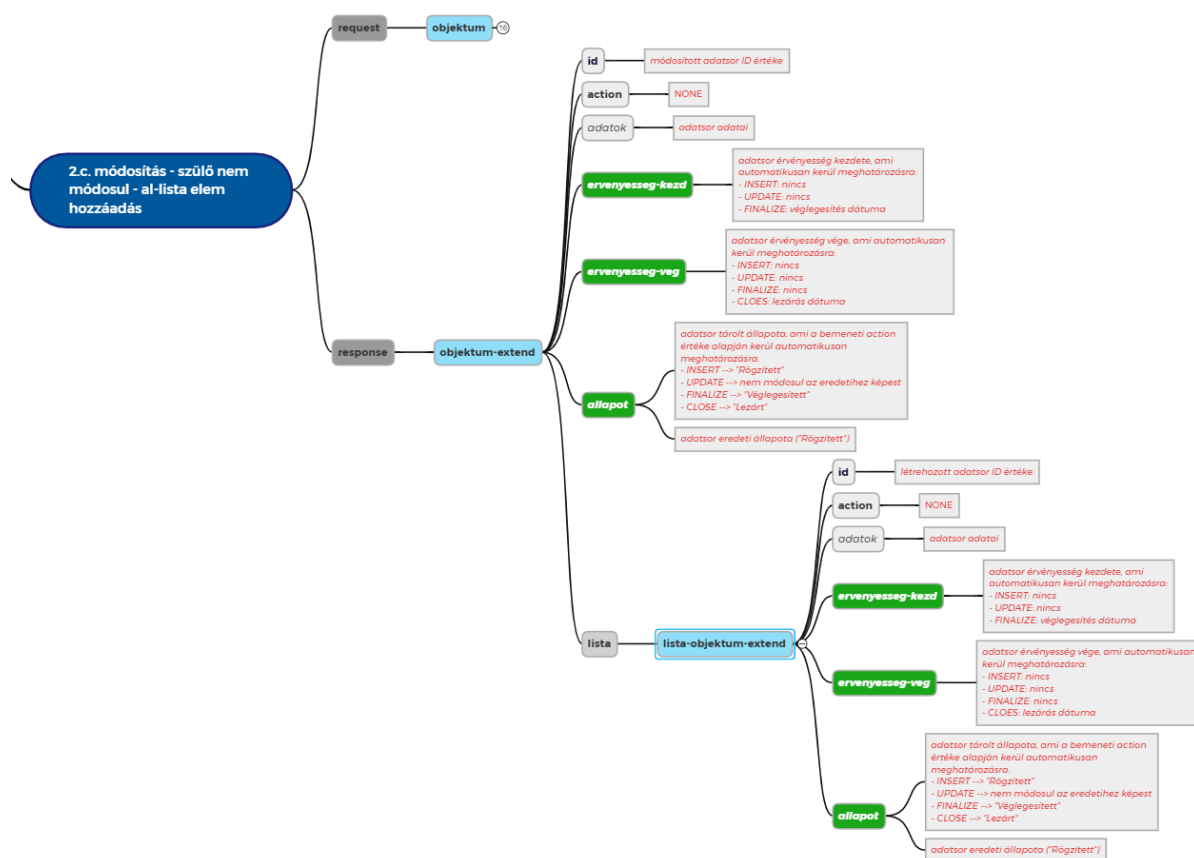 2.c. módosítás - szülő nem
módosul - al-lista elem
hozzáadás
request
objektum
16
response
objektum-extend
id
módosított adatsor ID értéke
action
NONE
adatok
adatsor adatai
ervenyesseg-kezd
adatsor érvényesség kezdete, ami
automatikusan kerül meghatározásra:
- INSERT: nincs
- UPDATE: nincs
- FINALIZE: véglegesítés dátuma
ervenyesseg-veg
adatsor érvényesség vége, ami automatikusan
kerül meghatározásra:
- INSERT: nincs
- UPDATE: nincs
- FINALIZE: nincs
- CLOES: lezárás dátuma
allapot
adatsor tárolt állapota, ami a bemeneti action
értéke alapján kerül automatikusan
meghatározásra.
- INSERT --> "Rögzített"
- UPDATE --> nem módosul az eredetihez képest
- FINALIZE --> "Véglegesített"
- CLOSE --> "Lezárt"
adatsor eredeti állapota ("Rögzített")
lista
lista-objektum-extend
id
létrehozott adatsor ID értéke
action
NONE
adatok
adatsor adatai
ervenyesseg-kezd
adatsor érvényesség kezdete, ami
automatikusan kerül meghatározásra:
- INSERT: nincs
- UPDATE: nincs
- FINALIZE: véglegesítés dátuma
ervenyesseg-veg
adatsor érvényesség vége, ami automatikusan
kerül meghatározásra:
- INSERT: nincs
- UPDATE: nincs
- FINALIZE: nincs
- CLOES: lezárás dátuma
allapot
adatsor tárolt állapota, ami a bemeneti action
értéke alapján kerül automatikusan
meghatározásra.
- INSERT --> "Rögzített"
- UPDATE --> nem módosul az eredetihez képest
- FINALIZE --> "Véglegesített"
- CLOSE --> "Lezárt"
adatsor eredeti állapota ("Rögzített")